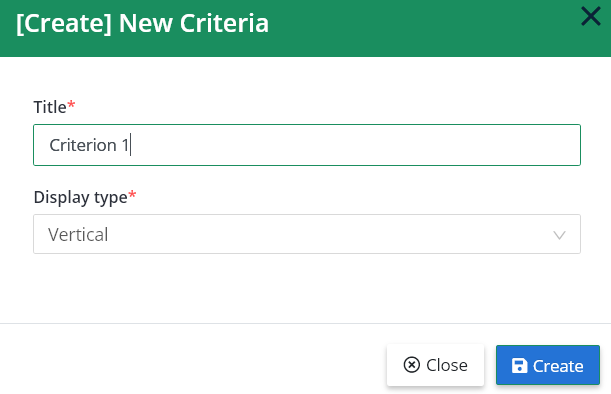 [Create] New Criteria
Title*
Criterion 1
Display type*
Vertical
Close
Create